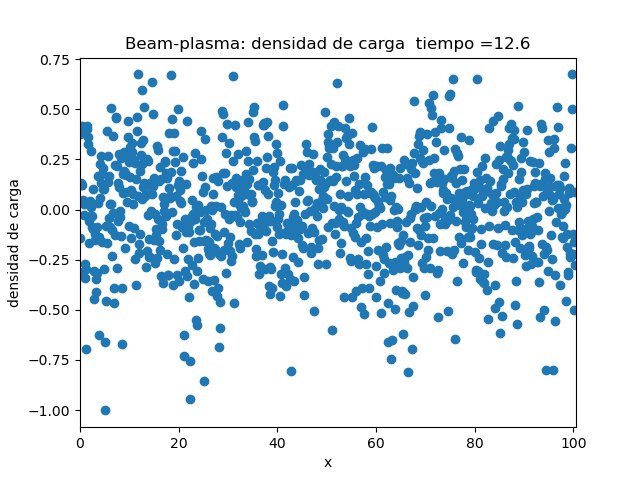 Beam-plasma: densidad de carga  tiempo =12.6
densidad de carga
0.75
0.50
0.25
0.00
−0.25
−0.50
−0.75
−1.00
0 20 40 60 80 100
x